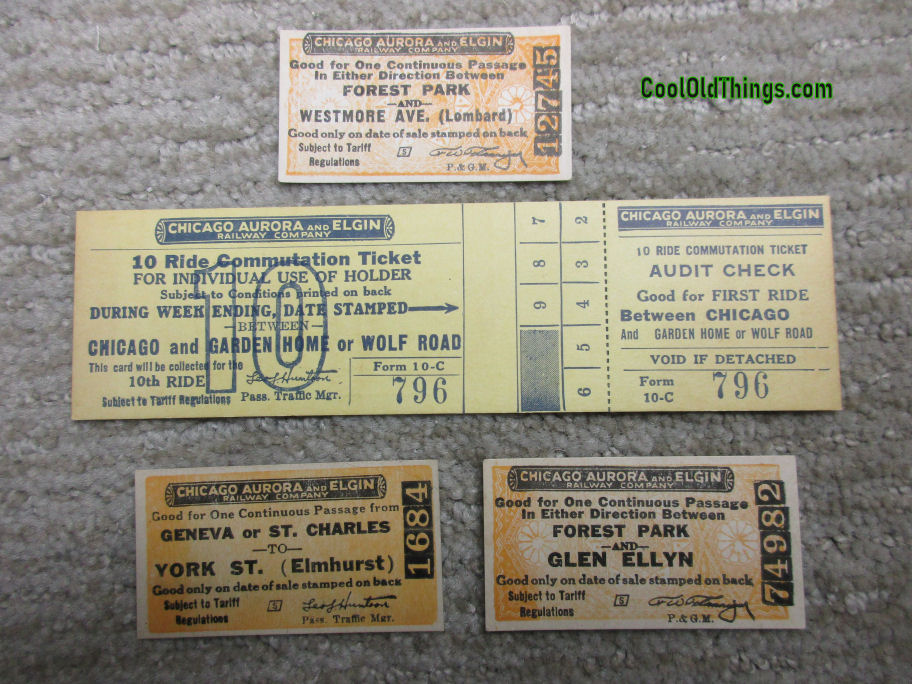 CHICAGO AURORA AND ELGIN
RAILWAY COMPANY
Good for One Continuous Passage
In Either Direction Between
FOREST PARK
—AND—
WESTMORE AVE. (Lombard)
Good only on date of sale stamped on back
Subject to Tariff
Regulations
5
P. & G. M.
12745
CoolOldThings.com
CHICAGO AURORA AND ELGIN
RAILWAY COMPANY
10 Ride Commutation Ticket
FOR INDIVIDUAL USE OF HOLDER
Subject to Conditions printed on back
DURING WEEK ENDING, DATE STAMPED
—BETWEEN—
CHICAGO and GARDEN HOME or WOLF ROAD
This card will be collected for the
10th RIDE
Subject to Tariff Regulations
10
Leo J Huntson.
Pass. Traffic Mgr.
Form 10-C
796
7
8
9
2
3
4
5
6
CHICAGO AURORA AND ELGIN
RAILWAY COMPANY
10 RIDE COMMUTATION TICKET
AUDIT CHECK
Good for FIRST RIDE
Between CHICAGO
And GARDEN HOME or WOLF ROAD
VOID IF DETACHED
Form
10-C
796
CHICAGO AURORA AND ELGIN
RAILWAY COMPANY
Good for One Continuous Passage from
GENEVA or ST. CHARLES
—TO—
YORK ST. (Elmhurst)
Good only on date of sale stamped on back
Subject to Tariff
Regulations
5
Leo J Huntson
Pass. Traffic Mgr.
1684
CHICAGO AURORA AND ELGIN
RAILWAY COMPANY
Good for One Continuous Passage
In Either Direction Between
FOREST PARK
—AND—
GLEN ELLYN
Good only on date of sale stamped on back
Subject to Tariff
Regulations
5
P. & G. M.
74982